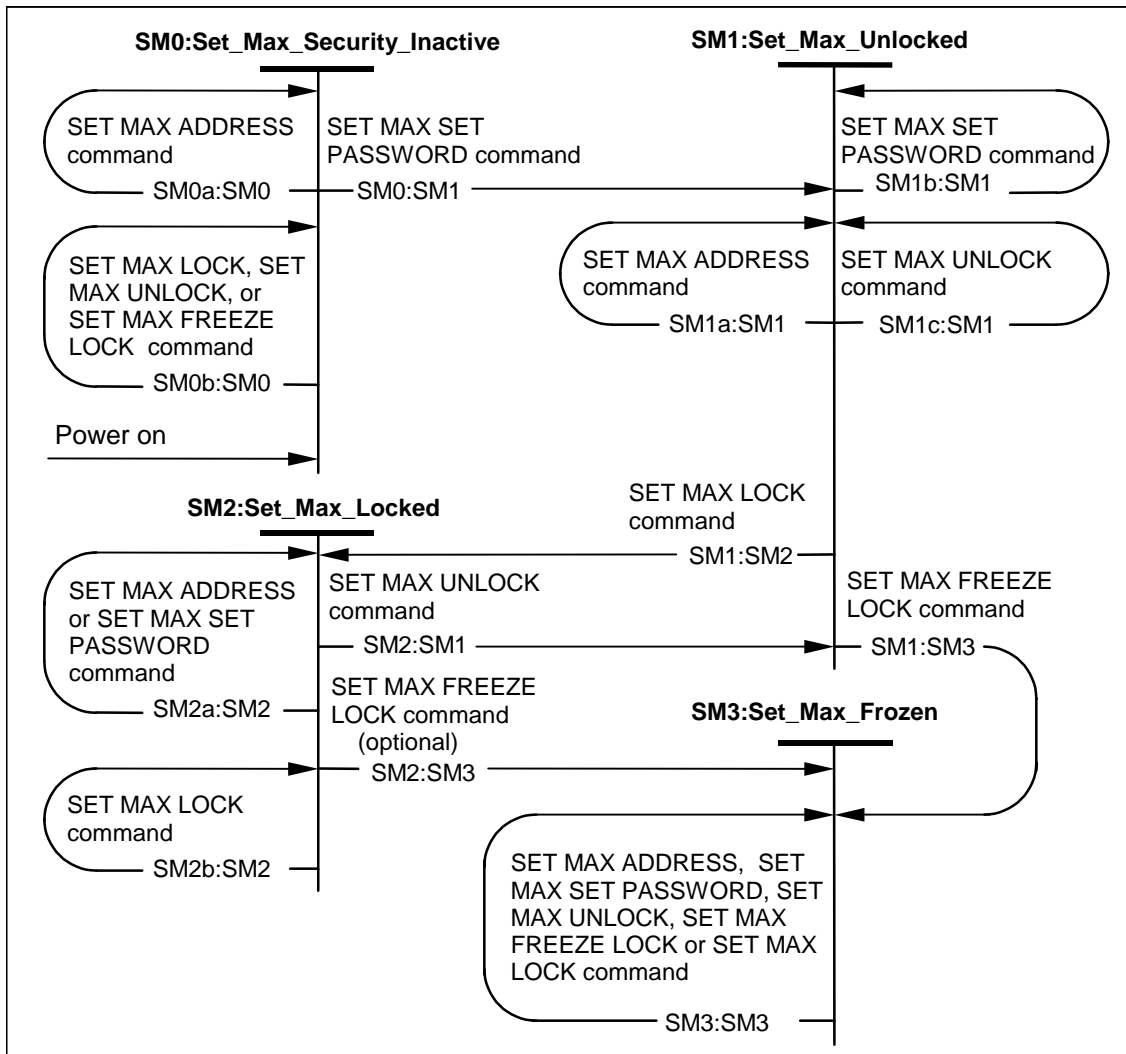 SM0:Set_Max_Security_Inactive
SM1:Set_Max_Unlocked
SET MAX ADDRESS
command
SM0a:SM0
SET MAX SET
PASSWORD command
SM0:SM1
SET MAX SET
PASSWORD command
SM1b:SM1
SET MAX LOCK, SET
MAX UNLOCK, or
SET MAX FREEZE
LOCK command
SM0b:SM0
SET MAX ADDRESS
command
SM1a:SM1
SET MAX UNLOCK
command
SM1c:SM1
Power on
SM2:Set_Max_Locked
SET MAX LOCK
command
SM1:SM2
SET MAX ADDRESS
or SET MAX SET
PASSWORD
command
SM2a:SM2
SET MAX UNLOCK
command
SM2:SM1
SET MAX FREEZE
LOCK command
SM1:SM3
SET MAX FREEZE
LOCK command
(optional)
SM2:SM3
SM3:Set_Max_Frozen
SET MAX LOCK
command
SM2b:SM2
SET MAX ADDRESS, SET
MAX SET PASSWORD, SET
MAX UNLOCK, SET MAX
FREEZE LOCK or SET MAX
LOCK command
SM3:SM3